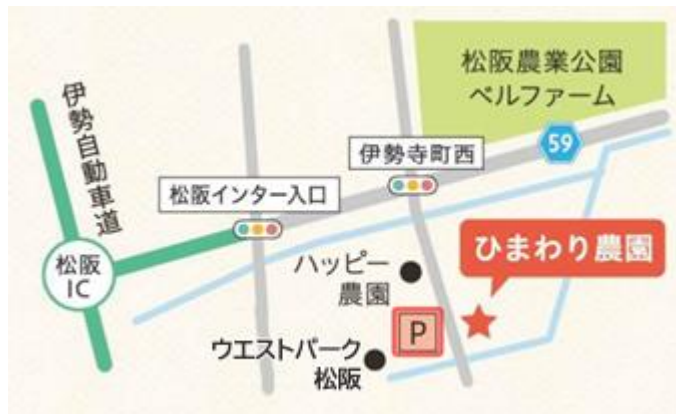 松阪農業公園
ベルファーム
伊勢自動車道
59
伊勢寺町西
松阪インター入口
ひまわり農園
松阪
IC
ハッピー
農園
P
ウエストパーク
松阪